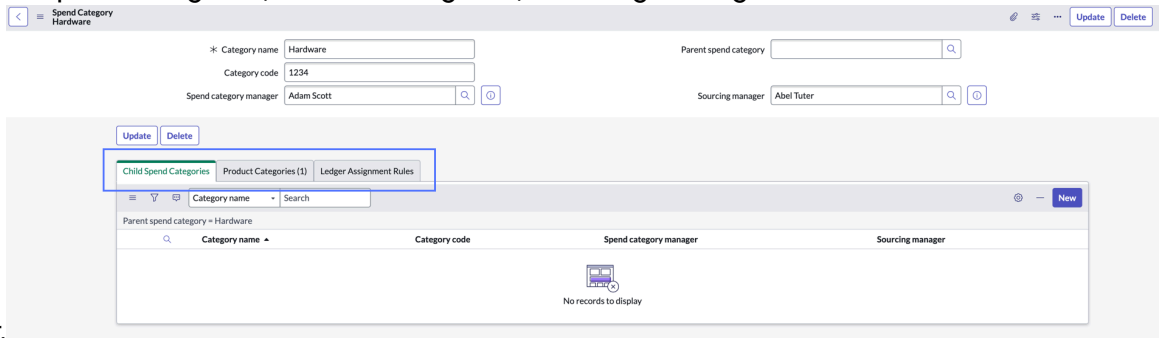 Spend Category
Hardware
Update Delete
* Category name Hardware Parent spend category
Category code 1234
Spend category manager Adam Scott Sourcing manager Abel Tuter
Update Delete
Child Spend Categories Product Categories (1) Ledger Assignment Rules
Category name Search New
Parent spend category = Hardware
Category name Category code Spend category manager Sourcing manager
No records to display